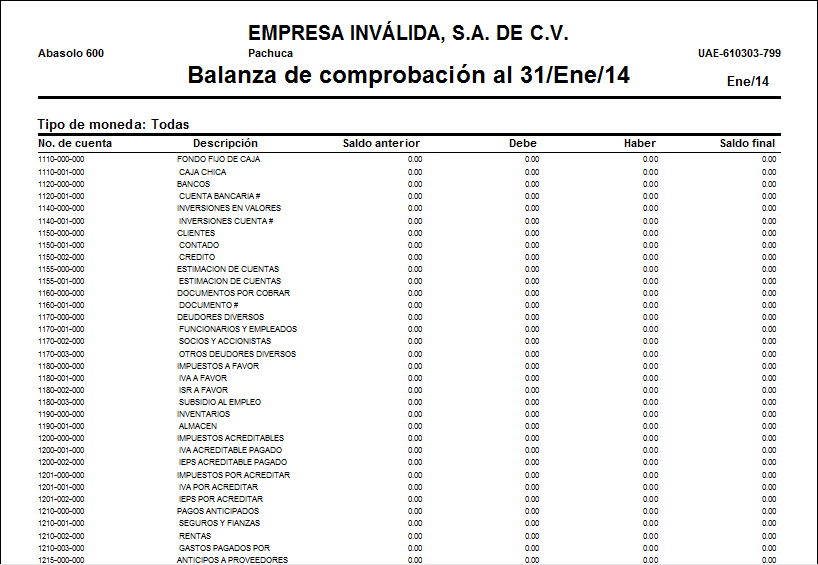 EMPRESA INVÁLIDA, S.A. DE C.V.
Abasolo 600 Pachuca UAE-610303-799
Balanza de comprobación al 31/Ene/14
Ene/14
Tipo de moneda: Todas
No. de cuenta Descripción Saldo anterior Debe Haber Saldo final
1110-000-000 FONDO FIJO DE CAJA 0.00 0.00 0.00 0.00
1110-001-000 CAJA CHICA 0.00 0.00 0.00 0.00
1120-000-000 BANCOS 0.00 0.00 0.00 0.00
1120-001-000 CUENTA BANCARIA # 0.00 0.00 0.00 0.00
1140-000-000 INVERSIONES EN VALORES 0.00 0.00 0.00 0.00
1140-001-000 INVERSIONES CUENTA # 0.00 0.00 0.00 0.00
1150-000-000 CLIENTES 0.00 0.00 0.00 0.00
1150-001-000 CONTADO 0.00 0.00 0.00 0.00
1150-002-000 CREDITO 0.00 0.00 0.00 0.00
1155-000-000 ESTIMACION DE CUENTAS 0.00 0.00 0.00 0.00
1155-001-000 ESTIMACION DE CUENTAS 0.00 0.00 0.00 0.00
1160-000-000 DOCUMENTOS POR COBRAR 0.00 0.00 0.00 0.00
1160-001-000 DOCUMENTO # 0.00 0.00 0.00 0.00
1170-000-000 DEUDORES DIVERSOS 0.00 0.00 0.00 0.00
1170-001-000 FUNCIONARIOS Y EMPLEADOS 0.00 0.00 0.00 0.00
1170-002-000 SOCIOS Y ACCIONISTAS 0.00 0.00 0.00 0.00
1170-003-000 OTROS DEUDORES DIVERSOS 0.00 0.00 0.00 0.00
1180-000-000 IMPUESTOS A FAVOR 0.00 0.00 0.00 0.00
1180-001-000 IVA A FAVOR 0.00 0.00 0.00 0.00
1180-002-000 ISR A FAVOR 0.00 0.00 0.00 0.00
1180-003-000 SUBSIDIO AL EMPLEO 0.00 0.00 0.00 0.00
1190-000-000 INVENTARIOS 0.00 0.00 0.00 0.00
1190-001-000 ALMACEN 0.00 0.00 0.00 0.00
1200-000-000 IMPUESTOS ACREDITABLES 0.00 0.00 0.00 0.00
1200-001-000 IVA ACREDITABLE PAGADO 0.00 0.00 0.00 0.00
1200-002-000 IEPS ACREDITABLE PAGADO 0.00 0.00 0.00 0.00
1201-000-000 IMPUESTOS POR ACREDITAR 0.00 0.00 0.00 0.00
1201-001-000 IVA POR ACREDITAR 0.00 0.00 0.00 0.00
1201-002-000 IEPS POR ACREDITAR 0.00 0.00 0.00 0.00
1210-000-000 PAGOS ANTICIPADOS 0.00 0.00 0.00 0.00
1210-001-000 SEGUROS Y FIANZAS 0.00 0.00 0.00 0.00
1210-002-000 RENTAS 0.00 0.00 0.00 0.00
1210-003-000 GASTOS PAGADOS POR 0.00 0.00 0.00 0.00
1215-000-000 ANTICIPOS A PROVEEDORES 0.00 0.00 0.00 0.00